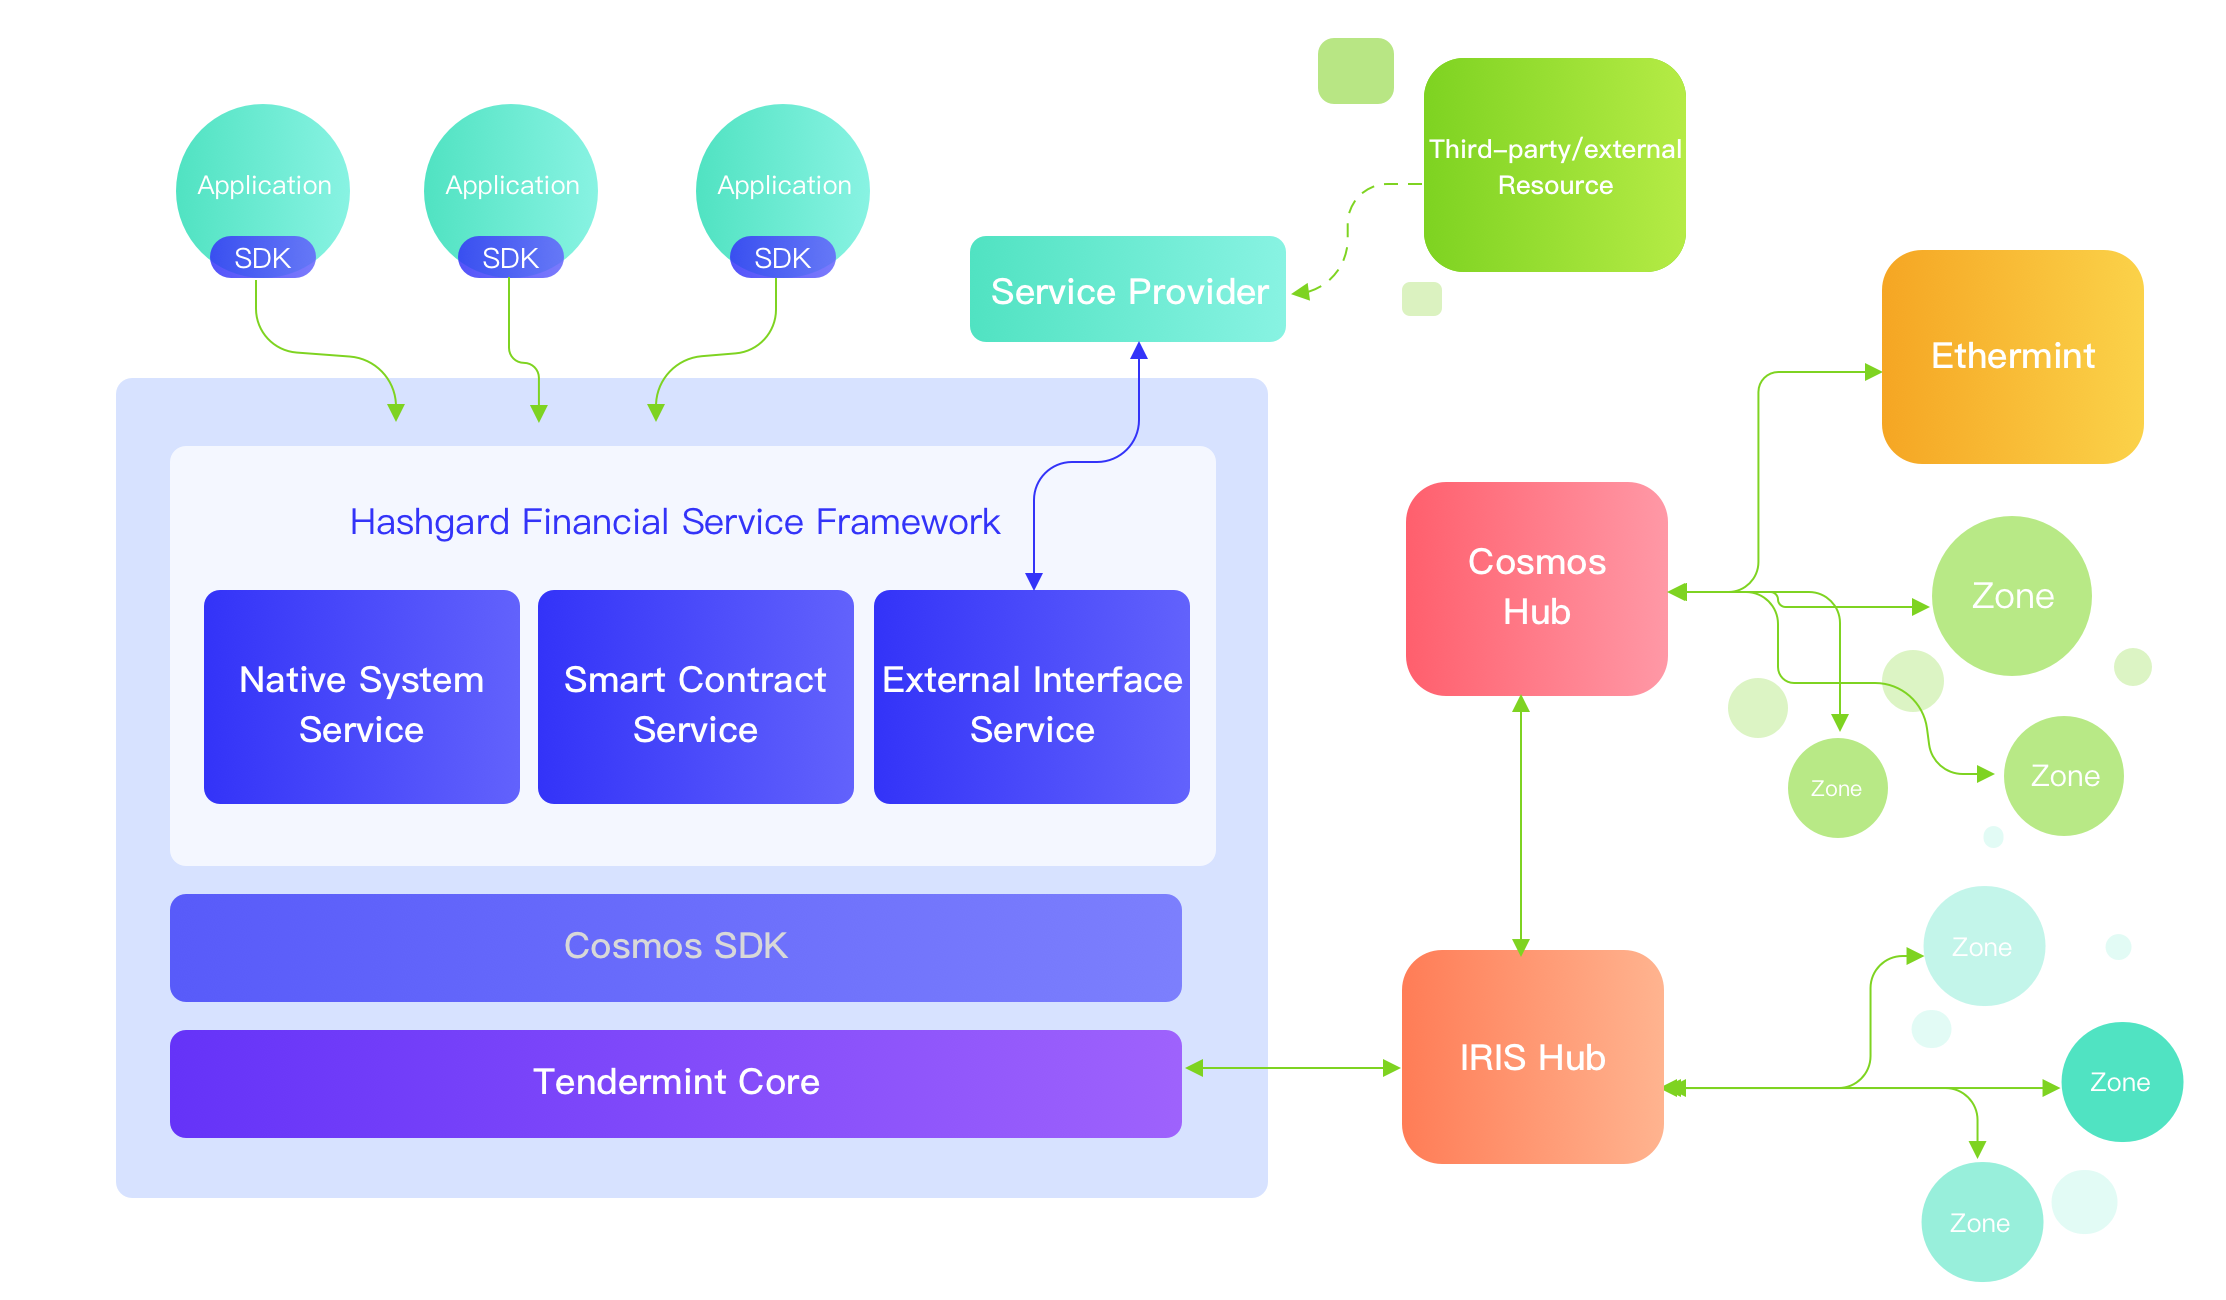 Third-party/external
Resource
Application
Application
Application
SDK
SDK
SDK
Service Provider
Ethermint
Hashgard Financial Service Framework
Cosmos
Hub
Zone
Native System
Service
Smart Contract
Service
External Interface
Service
Zone
Zone
Cosmos SDK
Zone
Tendermint Core
IRIS Hub
Zone
Zone